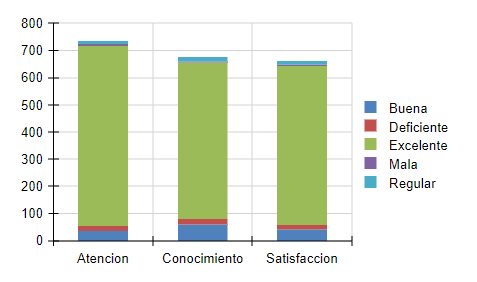 800
700
600
500
400
300
200
100
0
Atencion
Conocimiento
Satisfaccion
Buena
Deficiente
Excelente
Mala
Regular